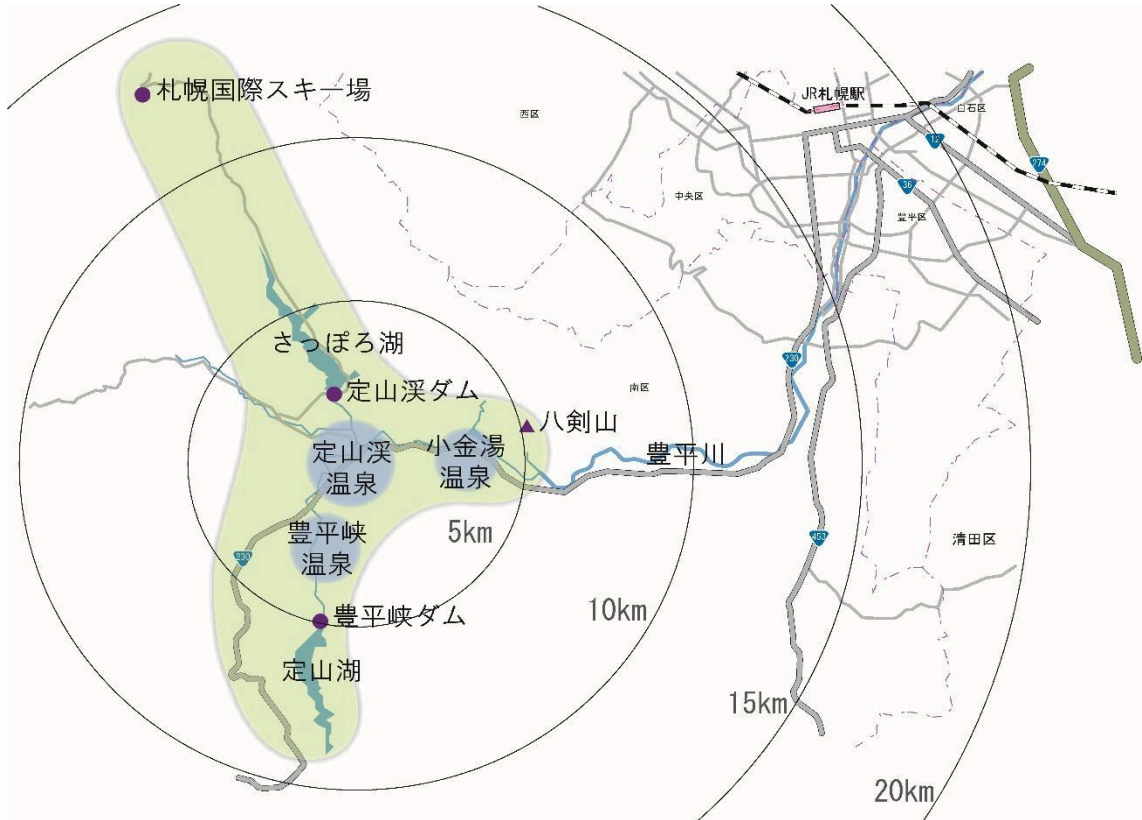 札幌国際スキー場
西区
JR札幌駅
白石区
12
274
中央区
36
豊平区
さっぽろ湖
定山渓ダム
230
南区
八剣山
定山渓
温泉
小金湯
温泉
豊平川
豊平峡
温泉
5km
230
453
清田区
10km
豊平峡ダム
定山湖
15km
20km